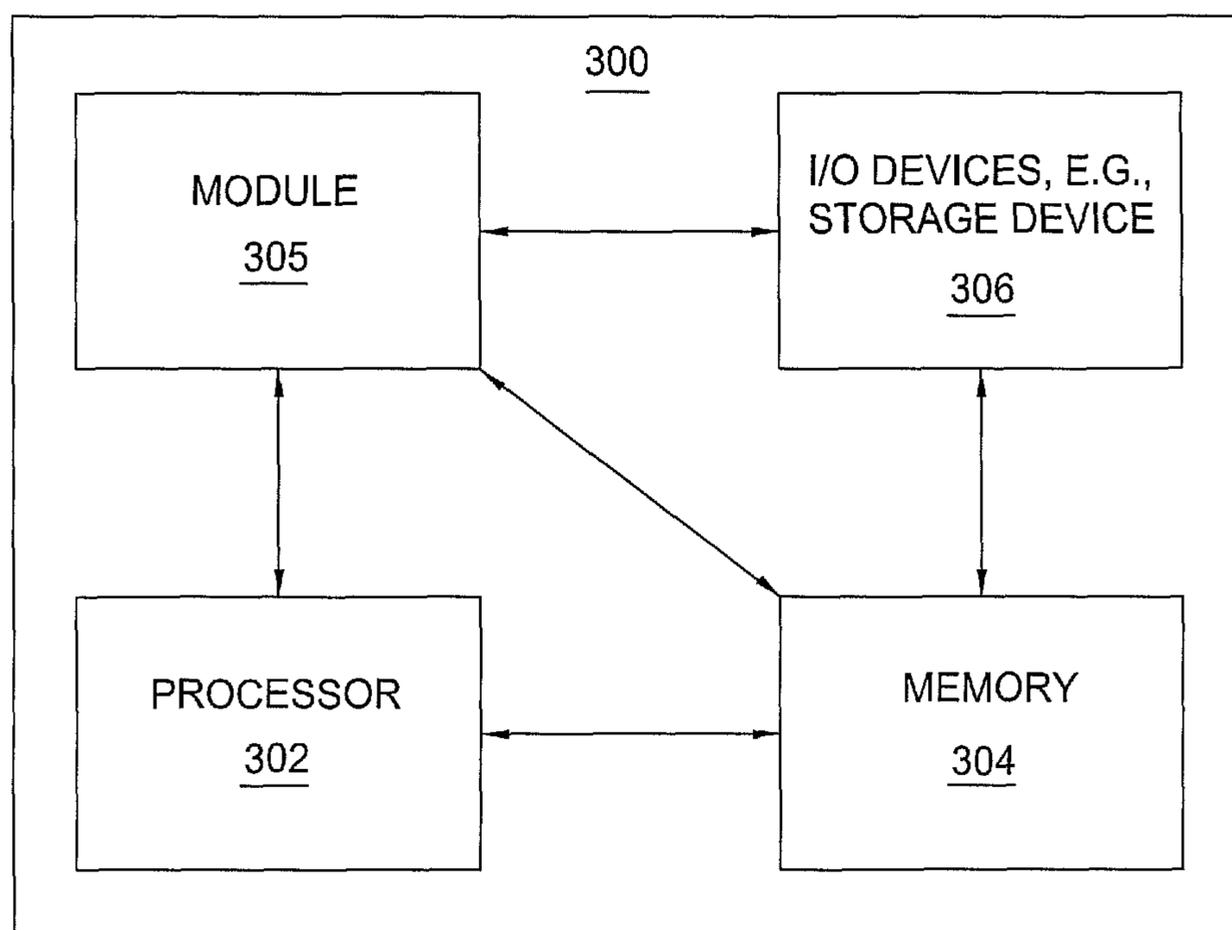 300
MODULE
305
I/O DEVICES, E.G.,
STORAGE DEVICE
306
PROCESSOR
302
MEMORY
304